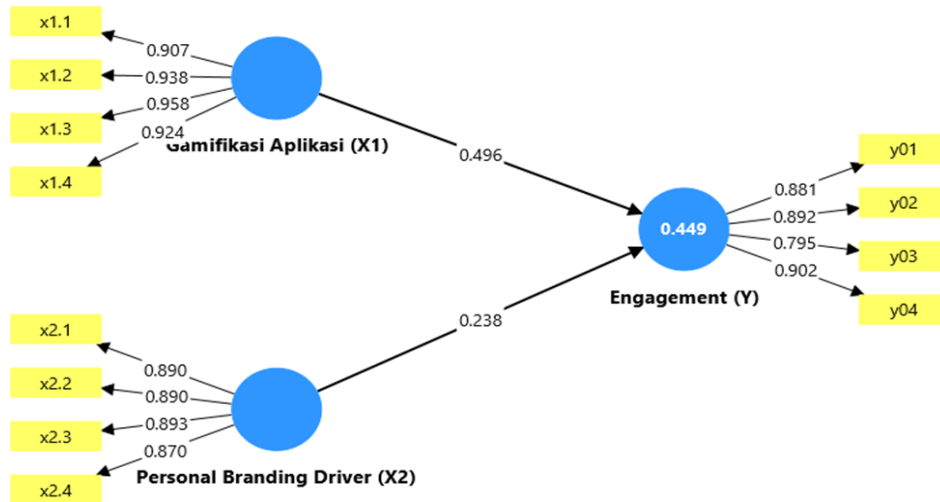 x1.1
0.907
x1.2
0.938
x1.3
0.958
x1.4
0.924
Gamifikasi Aplikasi (X1)
0.496
0.449
Engagement (Y)
y01
0.881
y02
0.892
y03
0.795
y04
0.902
0.238
x2.1
0.890
x2.2
0.890
x2.3
0.893
x2.4
0.870
Personal Branding Driver (X2)